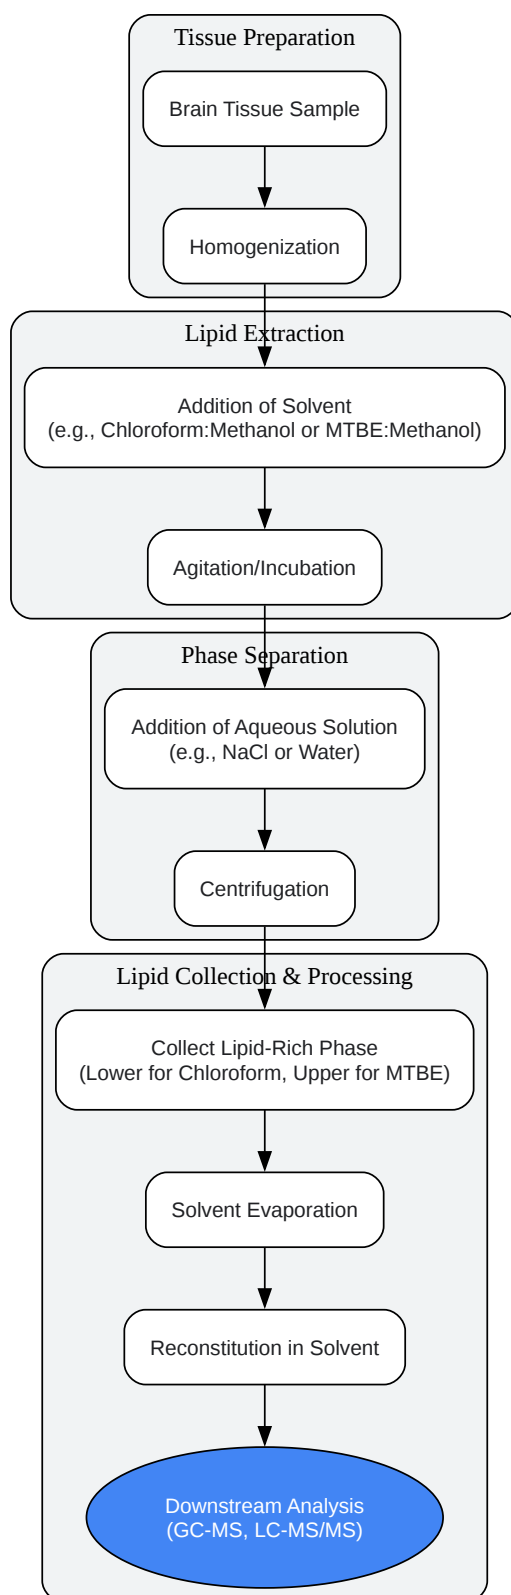 Tissue Preparation
Brain Tissue Sample
Homogenization
Lipid Extraction
Addition of Solvent
(e.g., Chloroform:Methanol or MTBE:Methanol)
Agitation/Incubation
Phase Separation
Addition of Aqueous Solution
(e.g., NaCl or Water)
Centrifugation
Lipid Collection & Processing
Collect Lipid-Rich Phase
(Lower for Chloroform, Upper for MTBE)
Solvent Evaporation
Reconstitution in Solvent
Downstream Analysis
(GC-MS, LC-MS/MS)